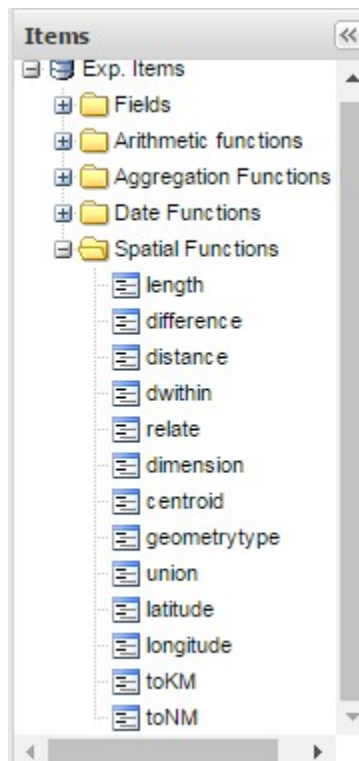 Items
Exp. Items
Fields
Arithmetic functions
Aggregation Functions
Date Functions
Spatial Functions
length
difference
distance
dwithin
relate
dimension
centroid
geometrytype
union
latitude
longitude
toKM
toNM